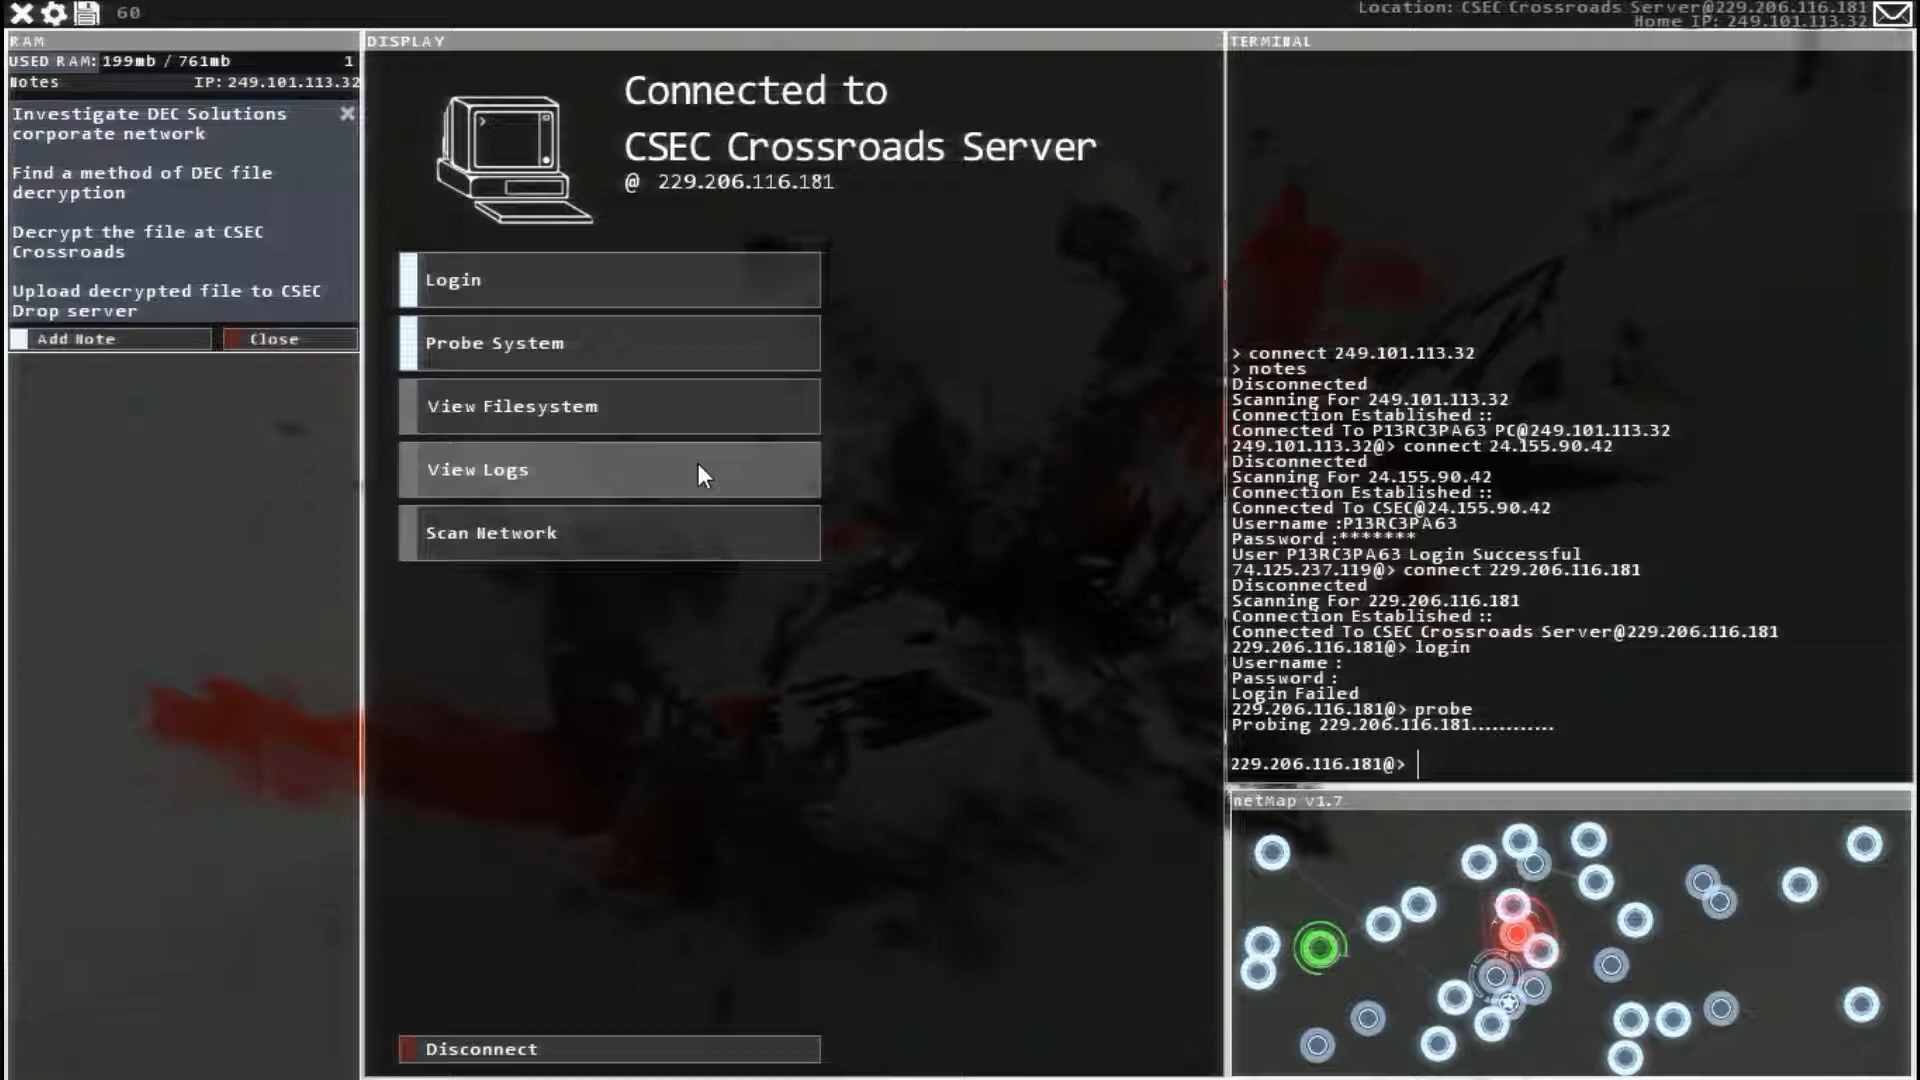 60
Location: CSEC Crossroads Server@229.206.116.181
Home IP: 249.101.113.32
RAM
USED RAM: 199mb / 761mb 1
Notes IP: 249.101.113.32
Investigate DEC Solutions
corporate network
Find a method of DEC file
decryption
Decrypt the file at CSEC
Crossroads
Upload decrypted file to CSEC
Drop server
Add Note
Close
DISPLAY
Connected to
CSEC Crossroads Server
@ 229.206.116.181
Login
Probe System
View Filesystem
View Logs
Scan Network
Disconnect
TERMINAL
> connect 249.101.113.32
> notes
Disconnected
Scanning For 249.101.113.32
Connection Established ::
Connected To P13RC3PA63 PC@249.101.113.32
249.101.113.32@> connect 24.155.90.42
Disconnected
Scanning For 24.155.90.42
Connection Established ::
Connected To CSEC@24.155.90.42
Username :P13RC3PA63
Password :*******
User P13RC3PA63 Login Successful
74.125.237.119@> connect 229.206.116.181
Disconnected
Scanning For 229.206.116.181
Connection Established ::
Connected To CSEC Crossroads Server@229.206.116.181
229.206.116.181@> login
Username :
Password :
Login Failed
229.206.116.181@> probe
Probing 229.206.116.181............
229.206.116.181@>
netMap v1.7